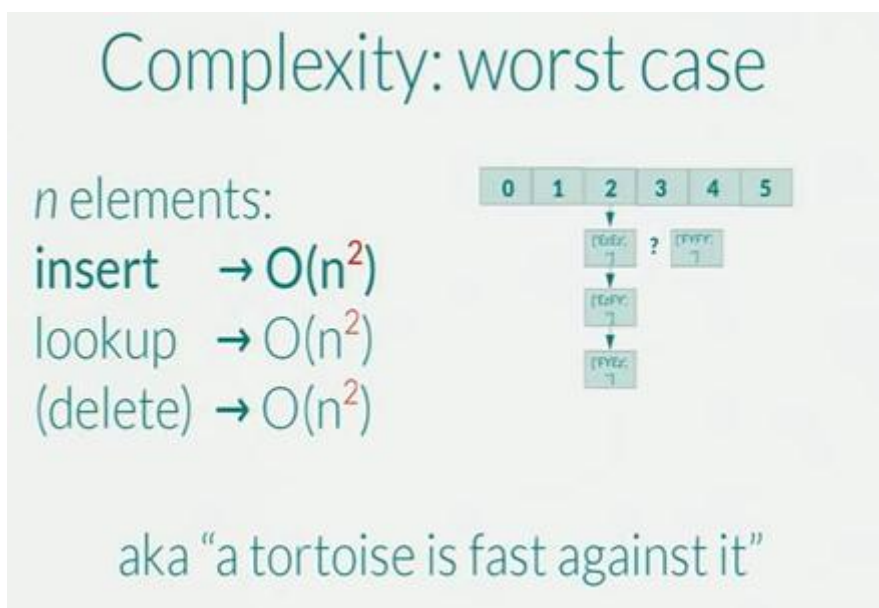 Complexity: worst case
n elements:
insert → O(n²)
lookup → O(n²)
(delete) → O(n²)
0 1 2 3 4 5
?
aka “a tortoise is fast against it”